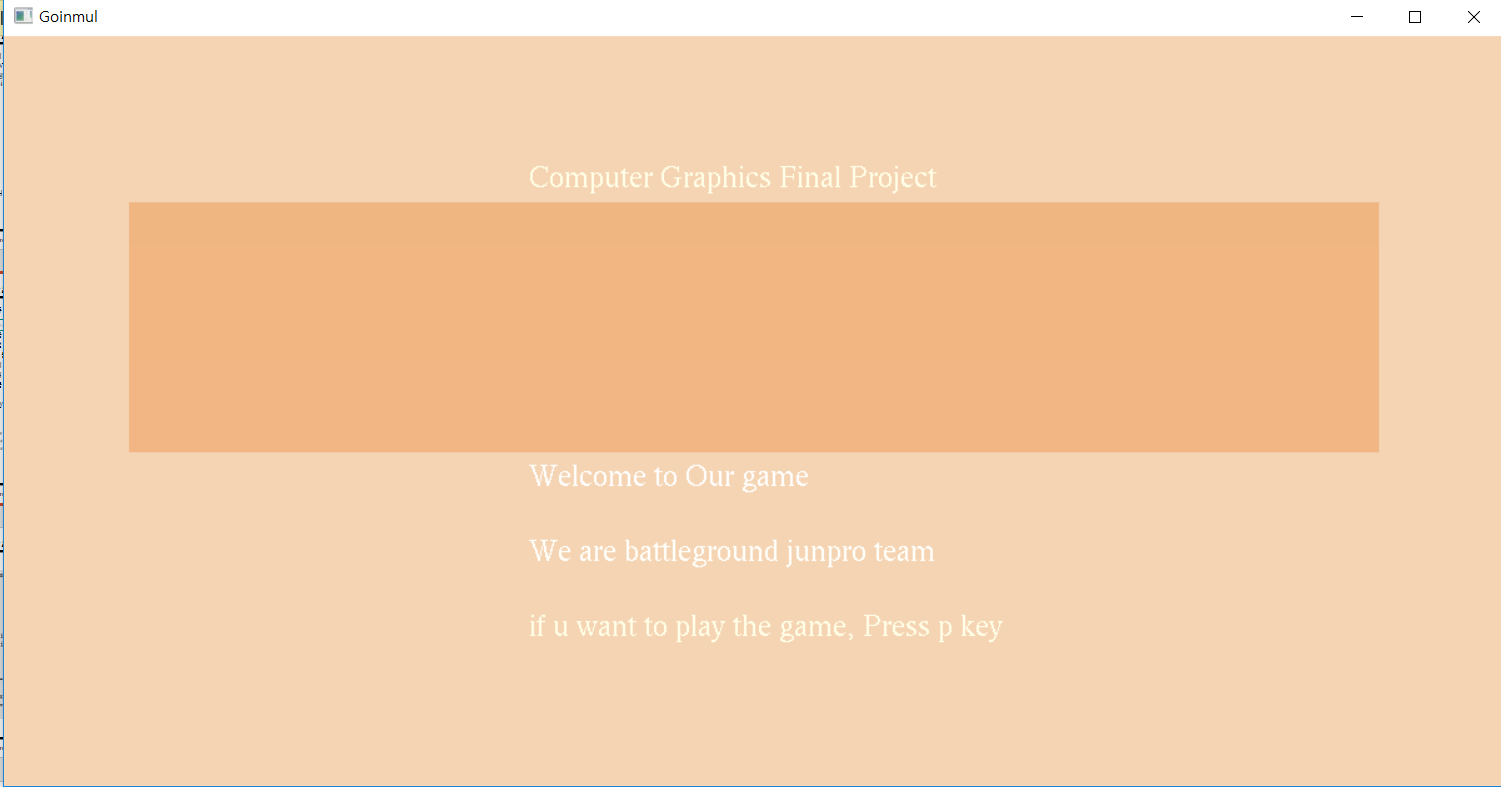 Goinmul
Computer Graphics Final Project
Welcome to Our game
We are battleground junpro team
if u want to play the game, Press p key